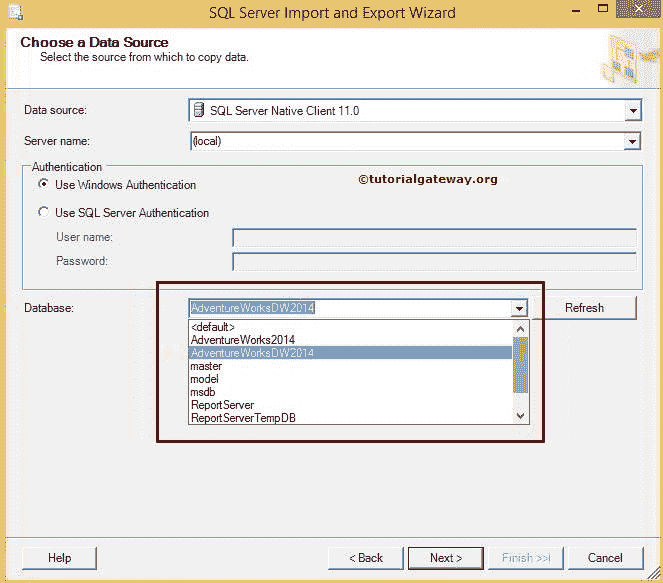 SQL Server Import and Export Wizard
Choose a Data Source
Select the source from which to copy data.
Data source:
SQL Server Native Client 11.0
Server name:
(local)
Authentication
©tutorialgateway.org
Use Windows Authentication
Use SQL Server Authentication
User name:
Password:
Database:
AdventureWorksDW2014
Refresh
<default>
AdventureWorks2014
AdventureWorksDW2014
master
model
msdb
ReportServer
ReportServerTempDB
Help
< Back
Next >
Finish >>|
Cancel